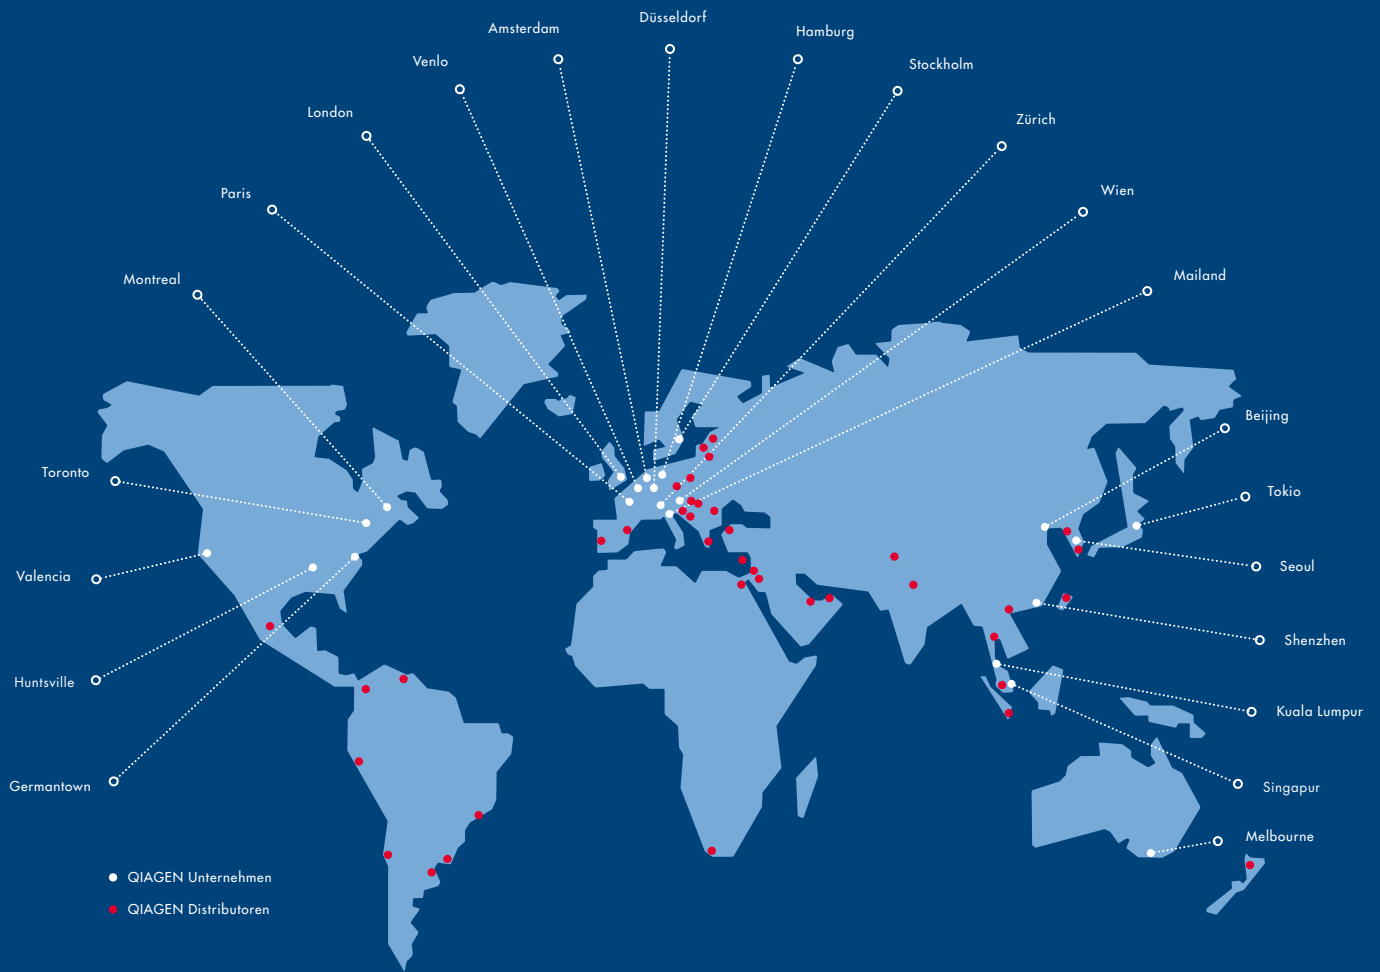 Düsseldorf
Amsterdam
Hamburg
Venlo
Stockholm
London
Zürich
Paris
Wien
Montreal
Mailand
Beijing
Toronto
Tokio
Valencia
Seoul
Shenzhen
Huntsville
Kuala Lumpur
Germantown
Singapur
Melbourne
QIAGEN Unternehmen
QIAGEN Distributoren